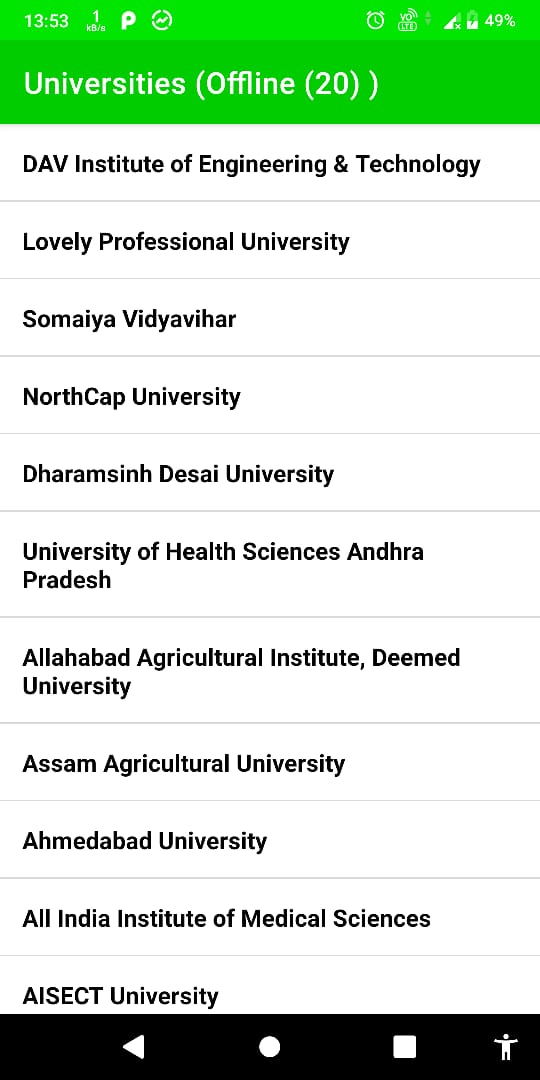 13:53 1 kB/s VO LTE 49%
Universities (Offline (20) )
DAV Institute of Engineering & Technology
Lovely Professional University
Somaiya Vidyavihar
NorthCap University
Dharamsinh Desai University
University of Health Sciences Andhra
Pradesh
Allahabad Agricultural Institute, Deemed
University
Assam Agricultural University
Ahmedabad University
All India Institute of Medical Sciences
AISECT University